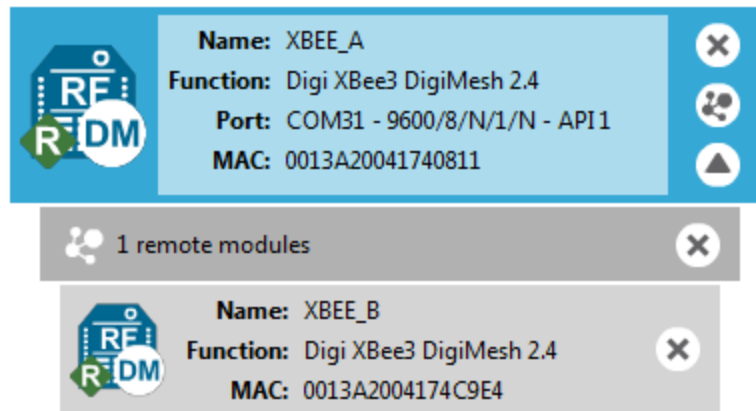 Name: XBEE_A
Function: Digi XBee3 DigiMesh 2.4
Port: COM31 - 9600/8/N/1/N - API 1
MAC: 0013A20041740811
RF
R
DM
1 remote modules
Name: XBEE_B
Function: Digi XBee3 DigiMesh 2.4
MAC: 0013A2004174C9E4
RF
R
DM